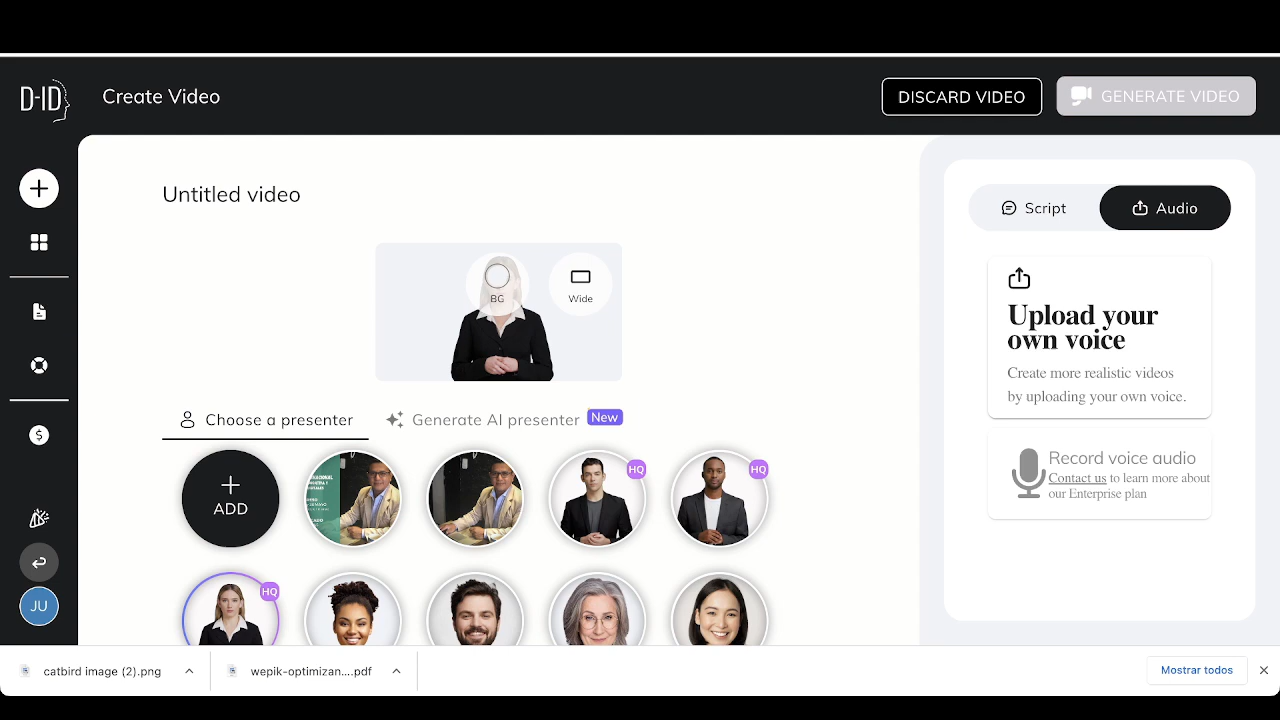 D-ID
Create Video
DISCARD VIDEO
GENERATE VIDEO
Untitled video
BG
Wide
Script
Audio
Upload your
own voice
Create more realistic videos
by uploading your own voice.
Record voice audio
Contact us to learn more about
our Enterprise plan
Choose a presenter
Generate AI presenter
New
ADD
HQ
HQ
HQ
JU
catbird image (2).png
wepik-optimizan....pdf
Mostrar todos